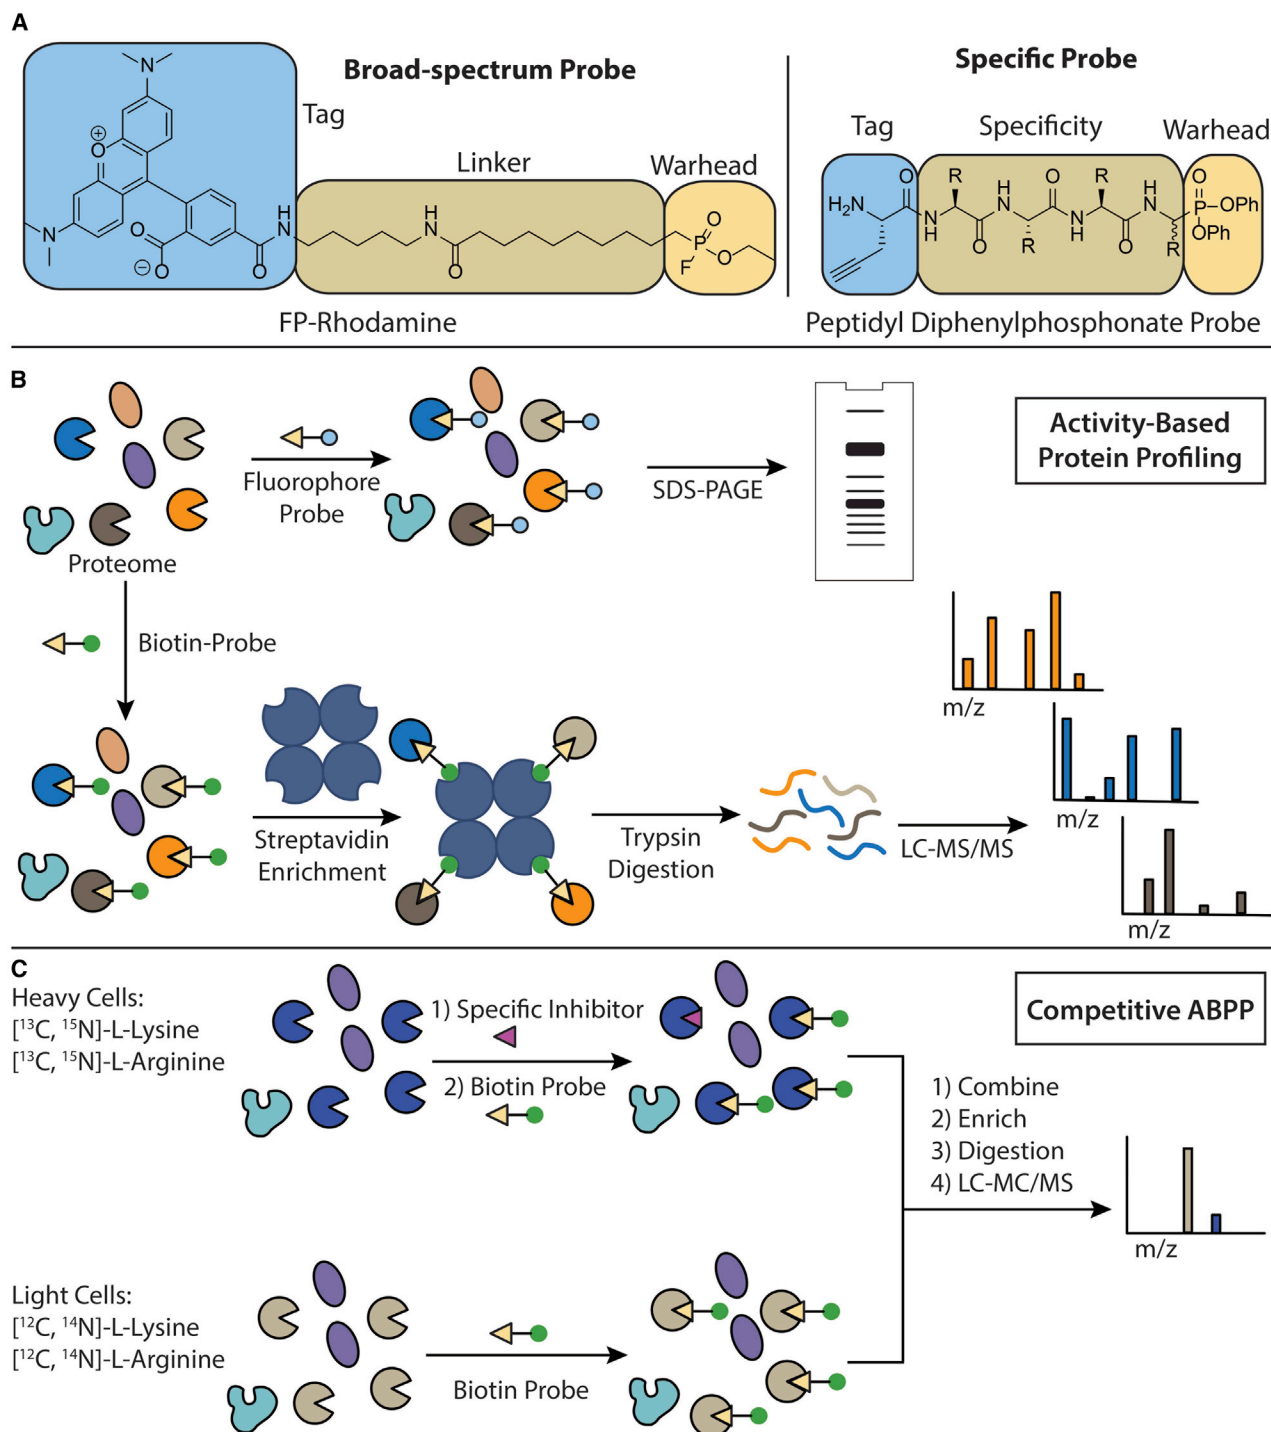 A
Broad-spectrum Probe
Specific Probe
Tag
Linker
Warhead
Tag
Specificity
Warhead
N
O
⊕
N
O
O
⊖
O
H
N
H
N
O
O
P
F
O
H2N
O
N
H
R
O
H
N
R
O
N
H
R
O
H
N
R
O
P
OPh
OPh
FP-Rhodamine
Peptidyl Diphenylphosphonate Probe
B
Activity-Based
Protein Profiling
Fluorophore
Probe
SDS-PAGE
Proteome
Biotin-Probe
m/z
m/z
m/z
Streptavidin
Enrichment
Trypsin
Digestion
LC-MS/MS
C
Competitive ABPP
Heavy Cells:
[¹³C, ¹⁵N]-L-Lysine
[¹³C, ¹⁵N]-L-Arginine
1) Specific Inhibitor
2) Biotin Probe
1) Combine
2) Enrich
3) Digestion
4) LC-MC/MS
m/z
Light Cells:
[¹²C, ¹⁴N]-L-Lysine
[¹²C, ¹⁴N]-L-Arginine
Biotin Probe